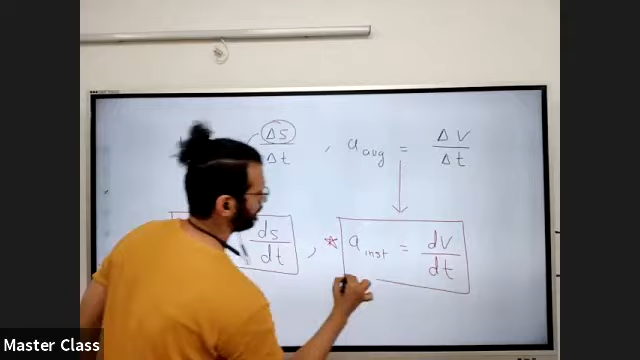 Δs/Δt , a avg = Δv/Δt
ds/dt , ☆ a inst = dv/dt
Master Class